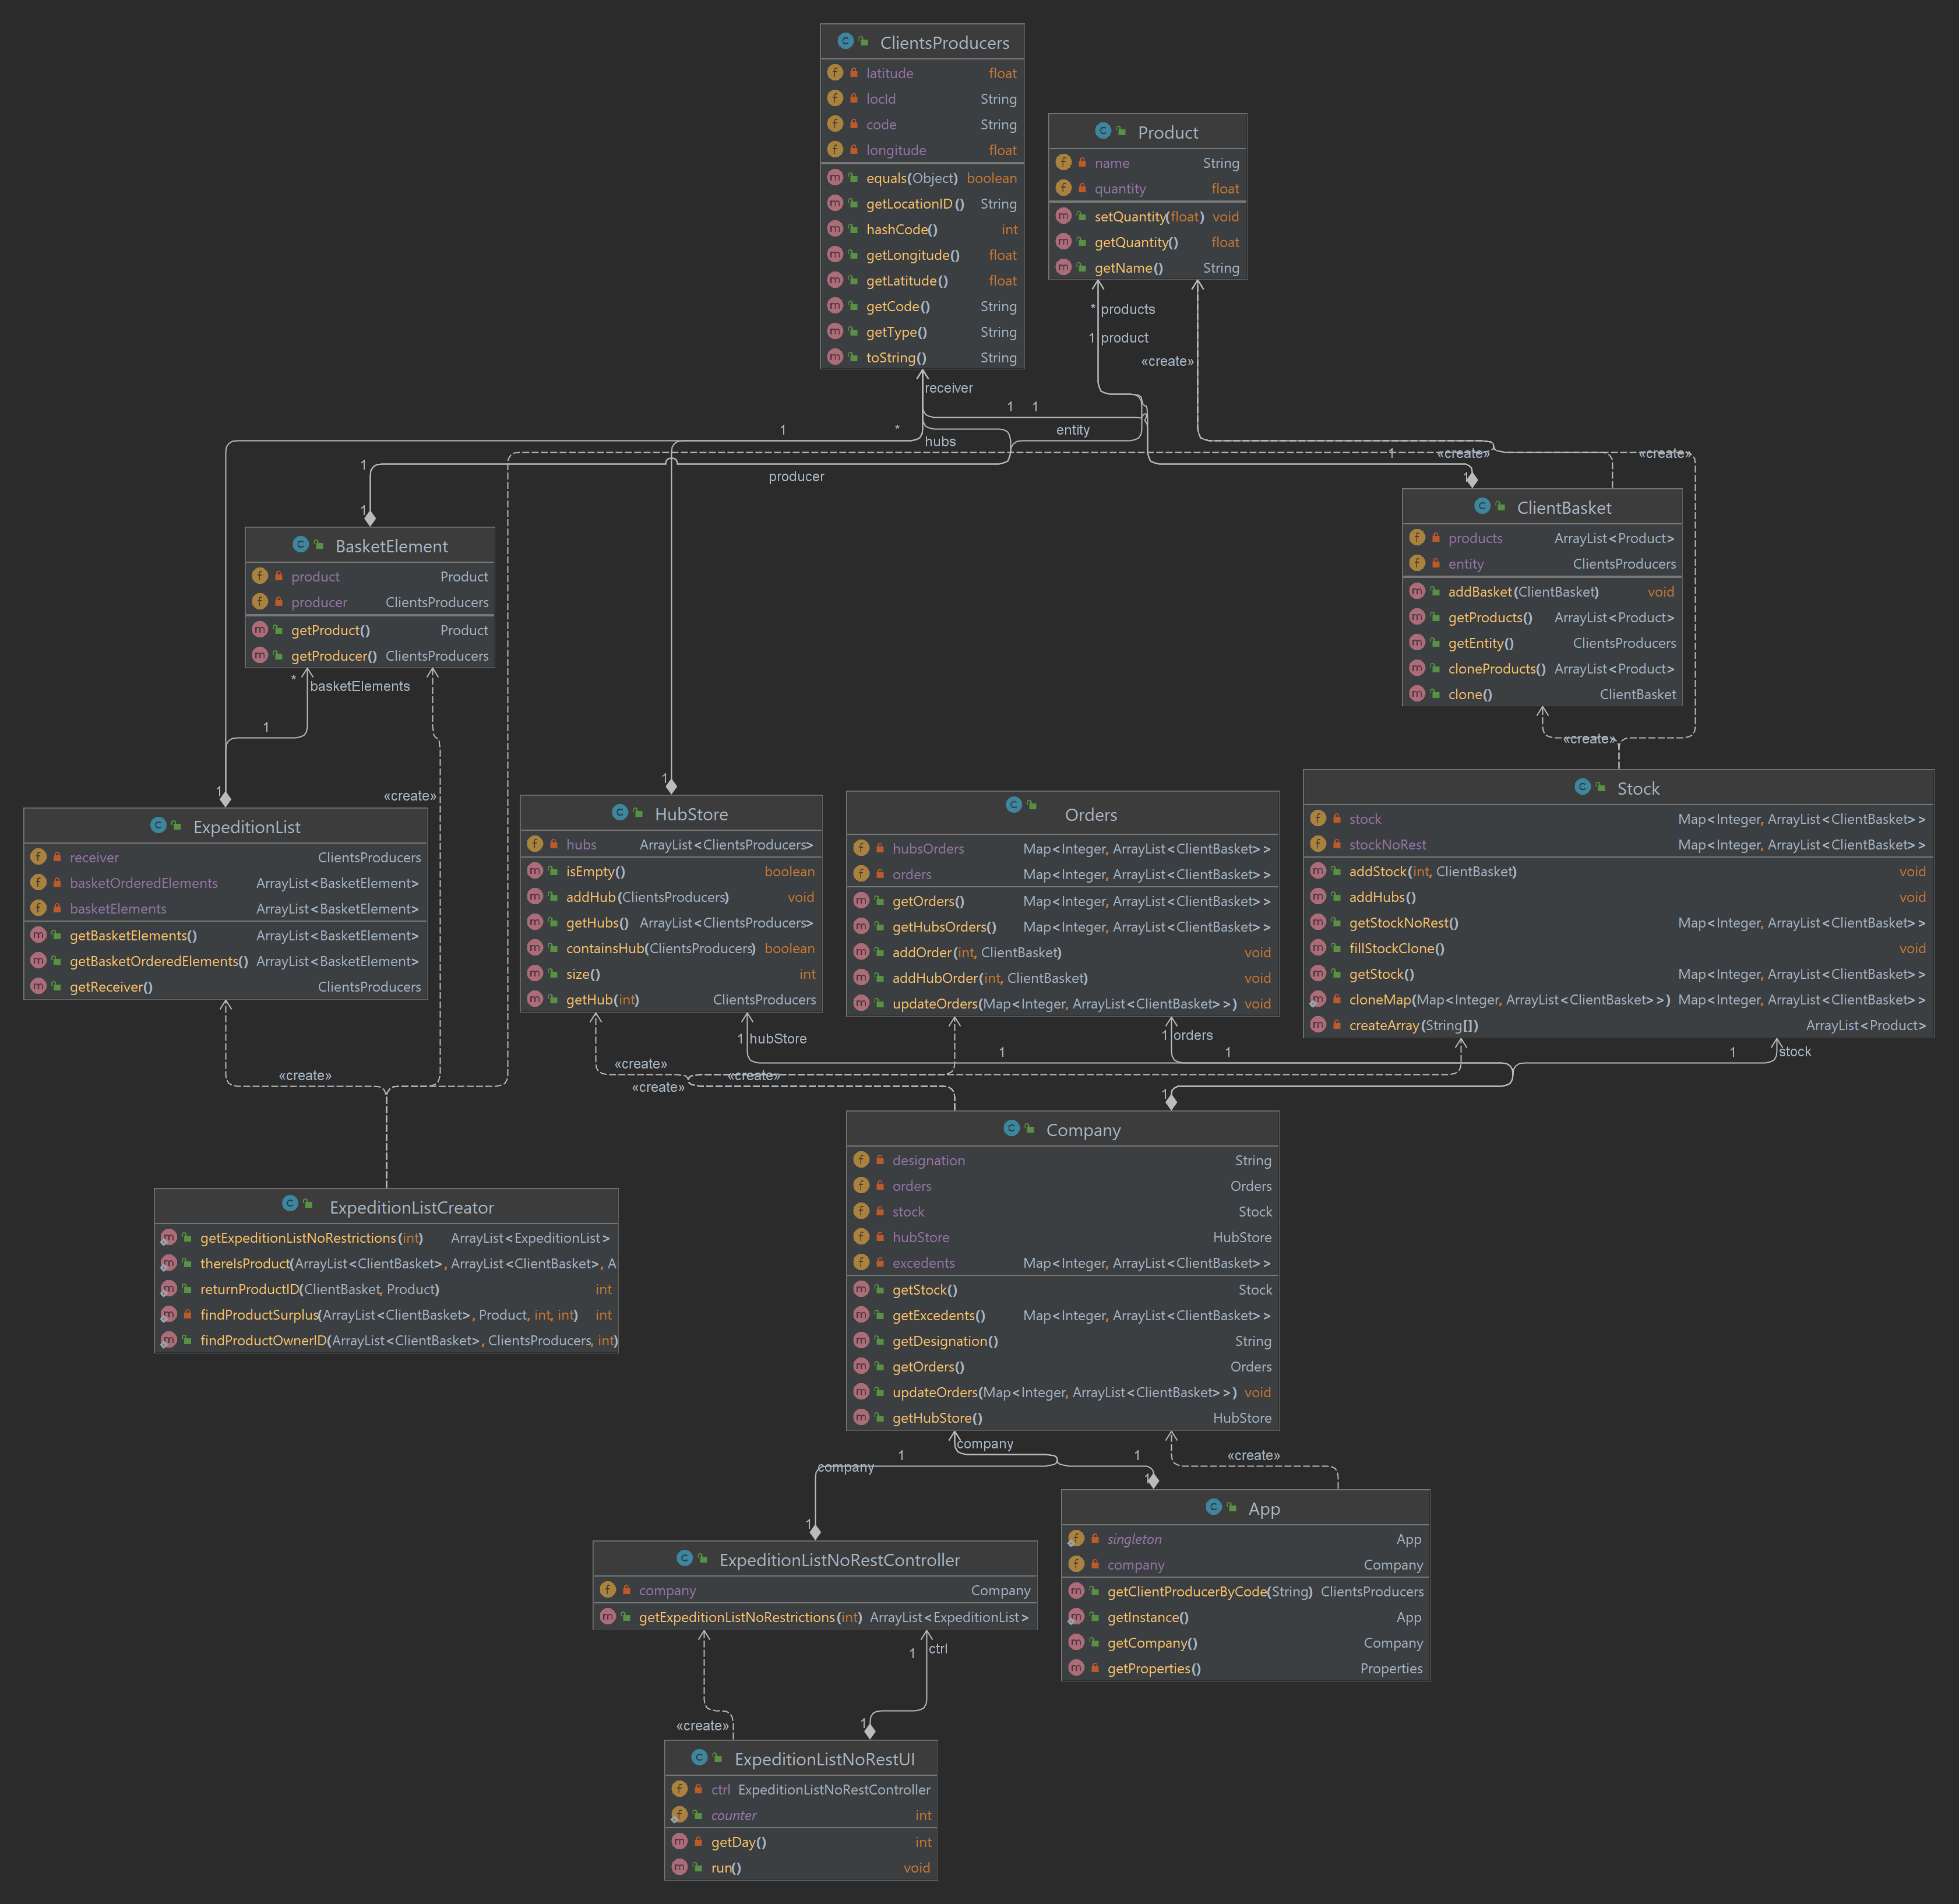 ClientsProducers
latitude float
locId String
code String
longitude float
equals(Object) boolean
getLocationID() String
hashCode() int
getLongitude() float
getLatitude() float
getCode() String
getType() String
toString() String
Product
name String
quantity float
setQuantity(float) void
getQuantity() float
getName() String
* products
1 product
«create»
receiver
1 1
1 * entity
hubs
1 1 «create» «create»
producer
1
1
ClientBasket
products ArrayList<Product>
entity ClientsProducers
addBasket(ClientBasket) void
getProducts() ArrayList<Product>
getEntity() ClientsProducers
cloneProducts() ArrayList<Product>
clone() ClientBasket
BasketElement
product Product
producer ClientsProducers
getProduct() Product
getProducer() ClientsProducers
* basketElements
1
«create»
«create»
1
1
ExpeditionList
receiver ClientsProducers
basketOrderedElements ArrayList<BasketElement>
basketElements ArrayList<BasketElement>
getBasketElements() ArrayList<BasketElement>
getBasketOrderedElements() ArrayList<BasketElement>
getReceiver() ClientsProducers
HubStore
hubs ArrayList<ClientsProducers>
isEmpty() boolean
addHub(ClientsProducers) void
getHubs() ArrayList<ClientsProducers>
containsHub(ClientsProducers) boolean
size() int
getHub(int) ClientsProducers
Orders
hubsOrders Map<Integer, ArrayList<ClientBasket>>
orders Map<Integer, ArrayList<ClientBasket>>
getOrders() Map<Integer, ArrayList<ClientBasket>>
getHubsOrders() Map<Integer, ArrayList<ClientBasket>>
addOrder(int, ClientBasket) void
addHubOrder(int, ClientBasket) void
updateOrders(Map<Integer, ArrayList<ClientBasket>>) void
Stock
stock Map<Integer, ArrayList<ClientBasket>>
stockNoRest Map<Integer, ArrayList<ClientBasket>>
addStock(int, ClientBasket) void
addHubs() void
getStockNoRest() Map<Integer, ArrayList<ClientBasket>>
fillStockClone() void
getStock() Map<Integer, ArrayList<ClientBasket>>
cloneMap(Map<Integer, ArrayList<ClientBasket>>) Map<Integer, ArrayList<ClientBasket>>
createArray(String[]) ArrayList<Product>
1 hubStore
1 orders
1 1 1 stock
«create»
«create»
«create»
«create»
1
Company
designation String
orders Orders
stock Stock
hubStore HubStore
excedents Map<Integer, ArrayList<ClientBasket>>
getStock() Stock
getExcedents() Map<Integer, ArrayList<ClientBasket>>
getDesignation() String
getOrders() Orders
updateOrders(Map<Integer, ArrayList<ClientBasket>>) void
getHubStore() HubStore
ExpeditionListCreator
getExpeditionListNoRestrictions(int) ArrayList<ExpeditionList>
thereIsProduct(ArrayList<ClientBasket>, ArrayList<ClientBasket>, A
returnProductID(ClientBasket, Product) int
findProductSurplus(ArrayList<ClientBasket>, Product, int, int) int
findProductOwnerID(ArrayList<ClientBasket>, ClientsProducers, int)
company
1 1 «create»
company
1
1
App
singleton App
company Company
getClientProducerByCode(String) ClientsProducers
getInstance() App
getCompany() Company
getProperties() Properties
ExpeditionListNoRestController
company Company
getExpeditionListNoRestrictions(int) ArrayList<ExpeditionList>
1 ctrl
«create» 1
ExpeditionListNoRestUI
ctrl ExpeditionListNoRestController
counter int
getDay() int
run() void